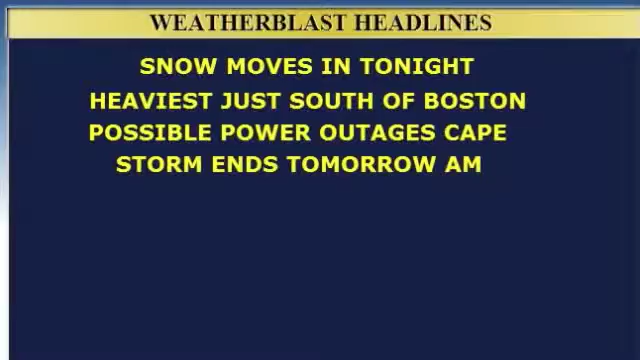 WEATHERBLAST HEADLINES
SNOW MOVES IN TONIGHT
HEAVIEST JUST SOUTH OF BOSTON
POSSIBLE POWER OUTAGES CAPE
STORM ENDS TOMORROW AM